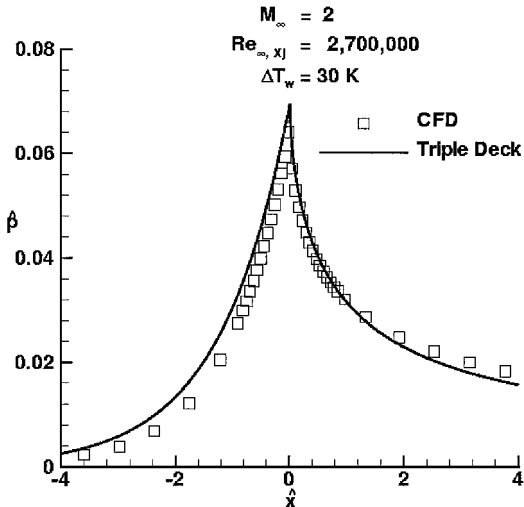 M∞ = 2
Re∞, xj = 2,700,000
ΔTw = 30 K
0.08
CFD
Triple Deck
0.06
p̂
0.04
0.02
0
-4 -2 0 2 4
x̂